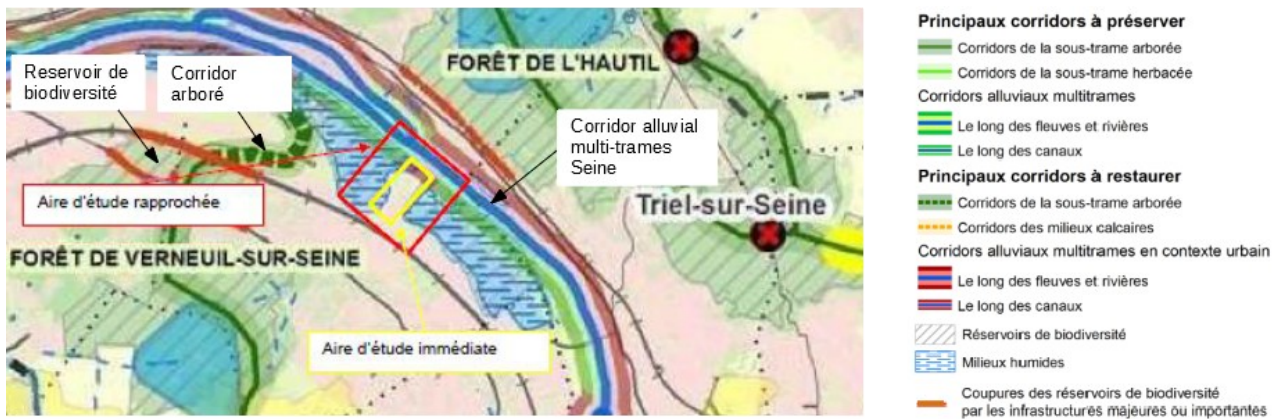 Reservoir de
biodiversité
Corridor
arboré
FORÊT DE L'HAUTIL
Corridor alluvial
multi-trames
Seine
Aire d'étude rapprochée
Triel-sur-Seine
FORÊT DE VERNEUIL-SUR-SEINE
Aire d'étude immédiate
Principaux corridors à préserver
Corridors de la sous-trame arborée
Corridors de la sous-trame herbacée
Corridors alluviaux multitrames
Le long des fleuves et rivières
Le long des canaux
Principaux corridors à restaurer
Corridors de la sous-trame arborée
Corridors des milieux calcaires
Corridors alluviaux multitrames en contexte urbain
Le long des fleuves et rivières
Le long des canaux
Réservoirs de biodiversité
Milieux humides
Coupures des réservoirs de biodiversité
par les infrastructures majeures ou importantes